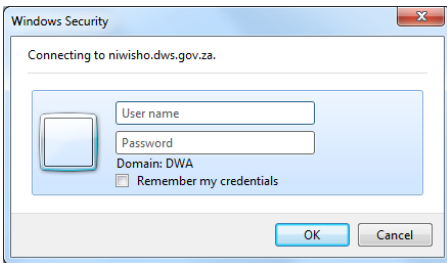 Windows Security
Connecting to niwisho.dws.gov.za.
User name
Password
Domain: DWA
Remember my credentials
OK
Cancel